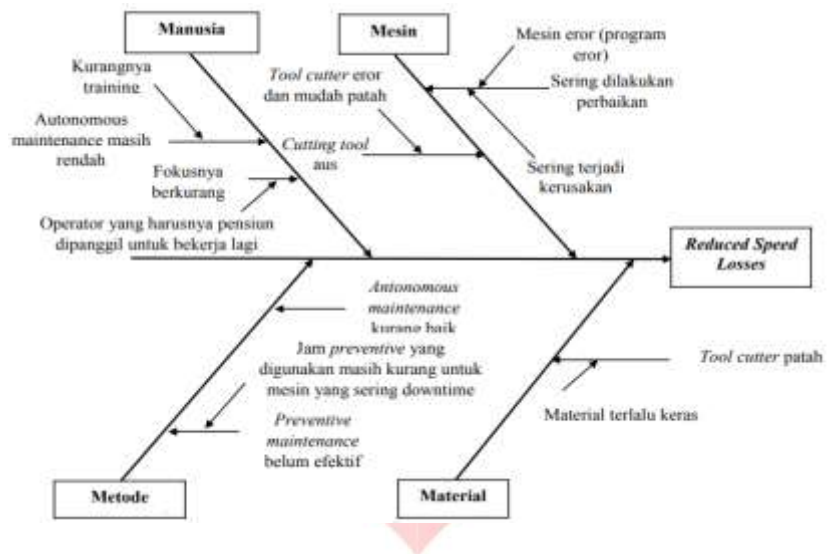 Manusia
Mesin
Kurangnya
training
Autonomous
maintenance masih
rendah
Fokusnya
berkurang
Operator yang harusnya pensiun
dipanggil untuk bekerja lagi
Tool cutter eror
dan mudah patah
Cutting tool
aus
Mesin eror (program
eror)
Sering dilakukan
perbaikan
Sering terjadi
kerusakan
Reduced Speed
Losses
Antonomous
maintenance
kurang baik
Jam preventive yang
digunakan masih kurang untuk
mesin yang sering downtime
Preventive
maintenance
belum efektif
Tool cutter patah
Material terlalu keras
Metode
Material